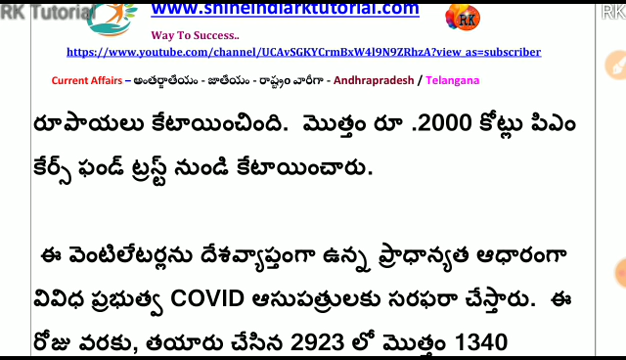 RK Tutorial
www.shineindiarktutorial.com
RK
RK
Way To Success..
https://www.youtube.com/channel/UCAvSGKYCrmBxW4l9N9ZRhzA?view_as=subscriber
Current Affairs – అంతర్జాతీయం - జాతీయం - రాష్ట్రం వారీగా - Andhrapradesh / Telangana
రూపాయలు కేటాయించింది. మొత్తం రూ .2000 కోట్లు పిఎం
కేర్స్ ఫండ్ ట్రస్ట్ నుండి కేటాయించారు.
ఈ వెంటిలేటర్లను దేశవ్యాప్తంగా ఉన్న ప్రాధాన్యత ఆధారంగా
వివిధ ప్రభుత్వ COVID ఆసుపత్రులకు సరఫరా చేస్తారు. ఈ
రోజు వరకు, తయారు చేసిన 2923 లో మొత్తం 1340